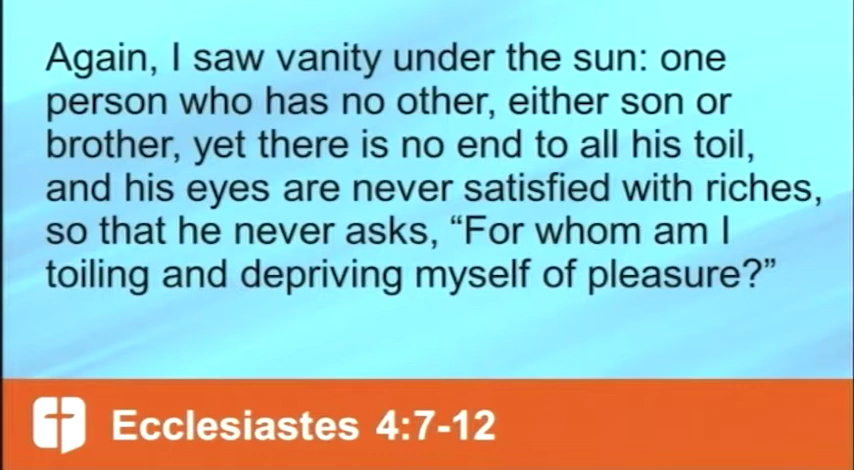 Again, I saw vanity under the sun: one
person who has no other, either son or
brother, yet there is no end to all his toil,
and his eyes are never satisfied with riches,
so that he never asks, “For whom am I
toiling and depriving myself of pleasure?”
Ecclesiastes 4:7-12